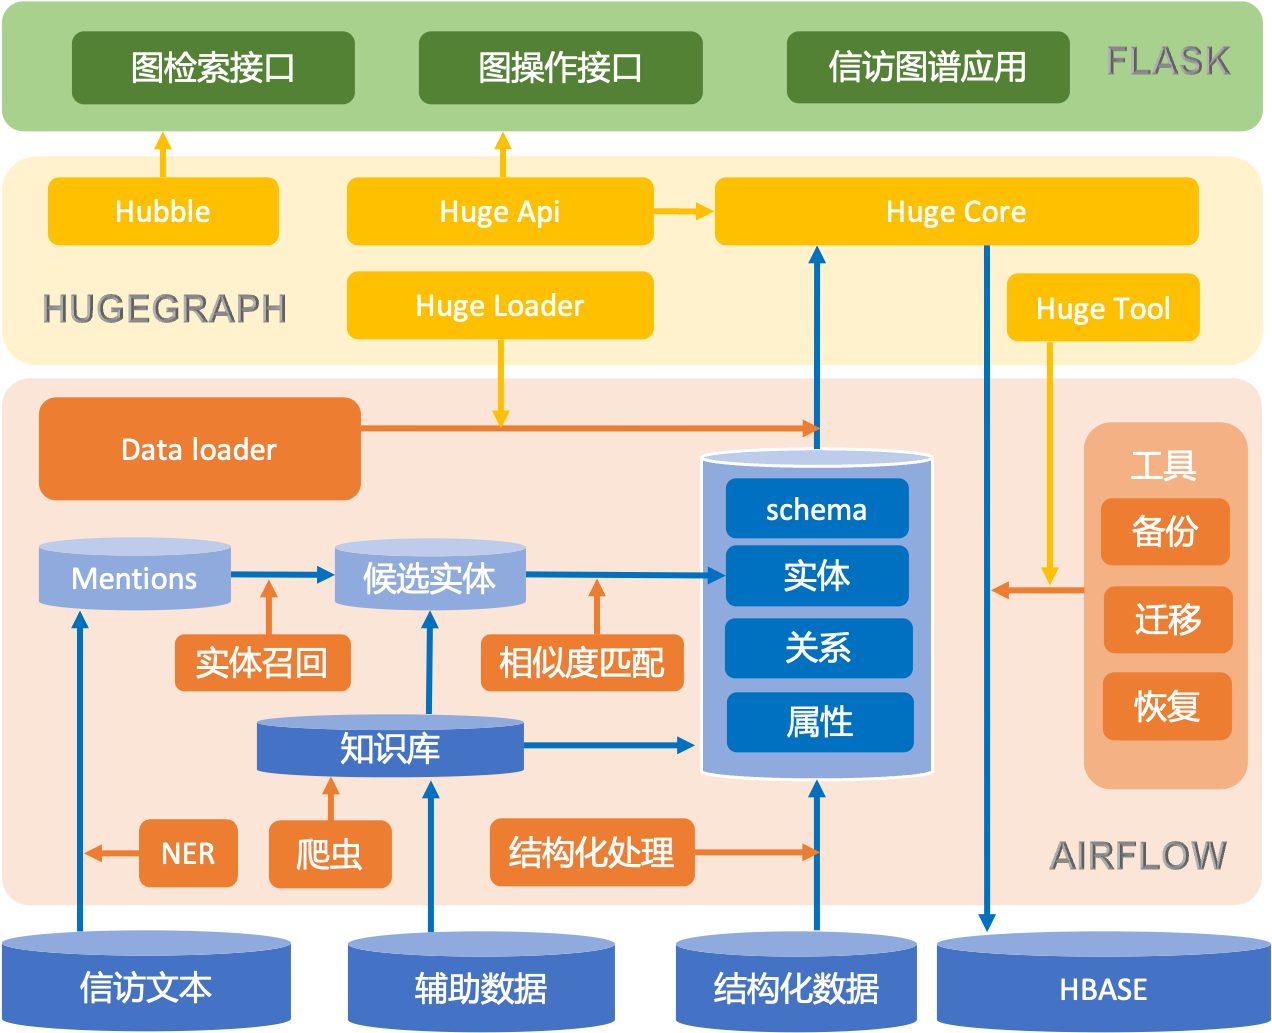 图检索接口
图操作接口
信访图谱应用
FLASK
Hubble
Huge Api
Huge Core
HUGEGRAPH
Huge Loader
Huge Tool
Data loader
工具
schema
备份
Mentions
候选实体
实体
迁移
实体召回
相似度匹配
关系
恢复
知识库
属性
NER
爬虫
结构化处理
AIRFLOW
信访文本
辅助数据
结构化数据
HBASE